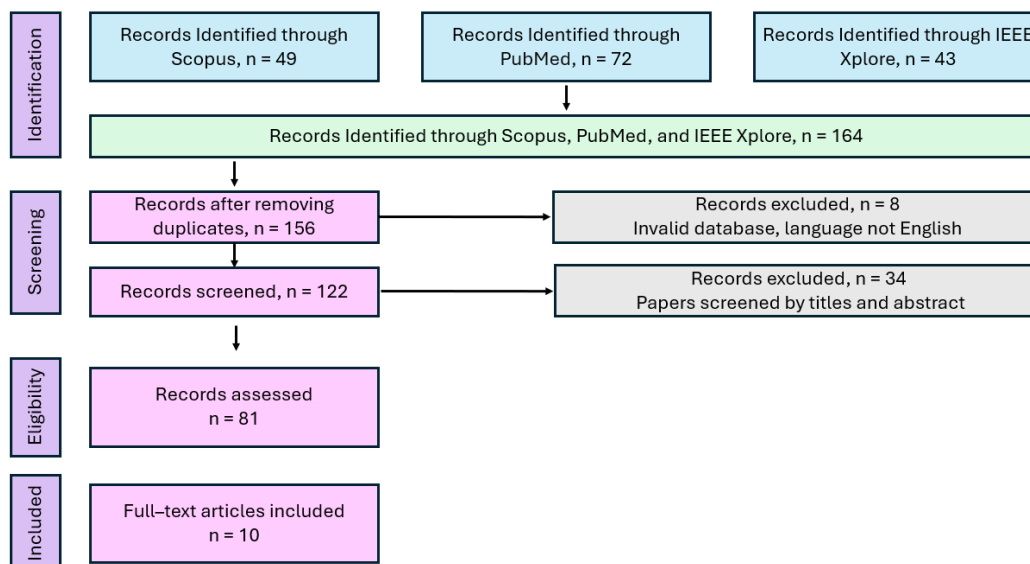 Identification
Records Identified through
Scopus, n = 49
Records Identified through
PubMed, n = 72
Records Identified through IEEE
Xplore, n = 43
Records Identified through Scopus, PubMed, and IEEE Xplore, n = 164
Screening
Records after removing
duplicates, n = 156
Records excluded, n = 8
Invalid database, language not English
Records screened, n = 122
Records excluded, n = 34
Papers screened by titles and abstract
Eligibility
Records assessed
n = 81
Included
Full–text articles included
n = 10